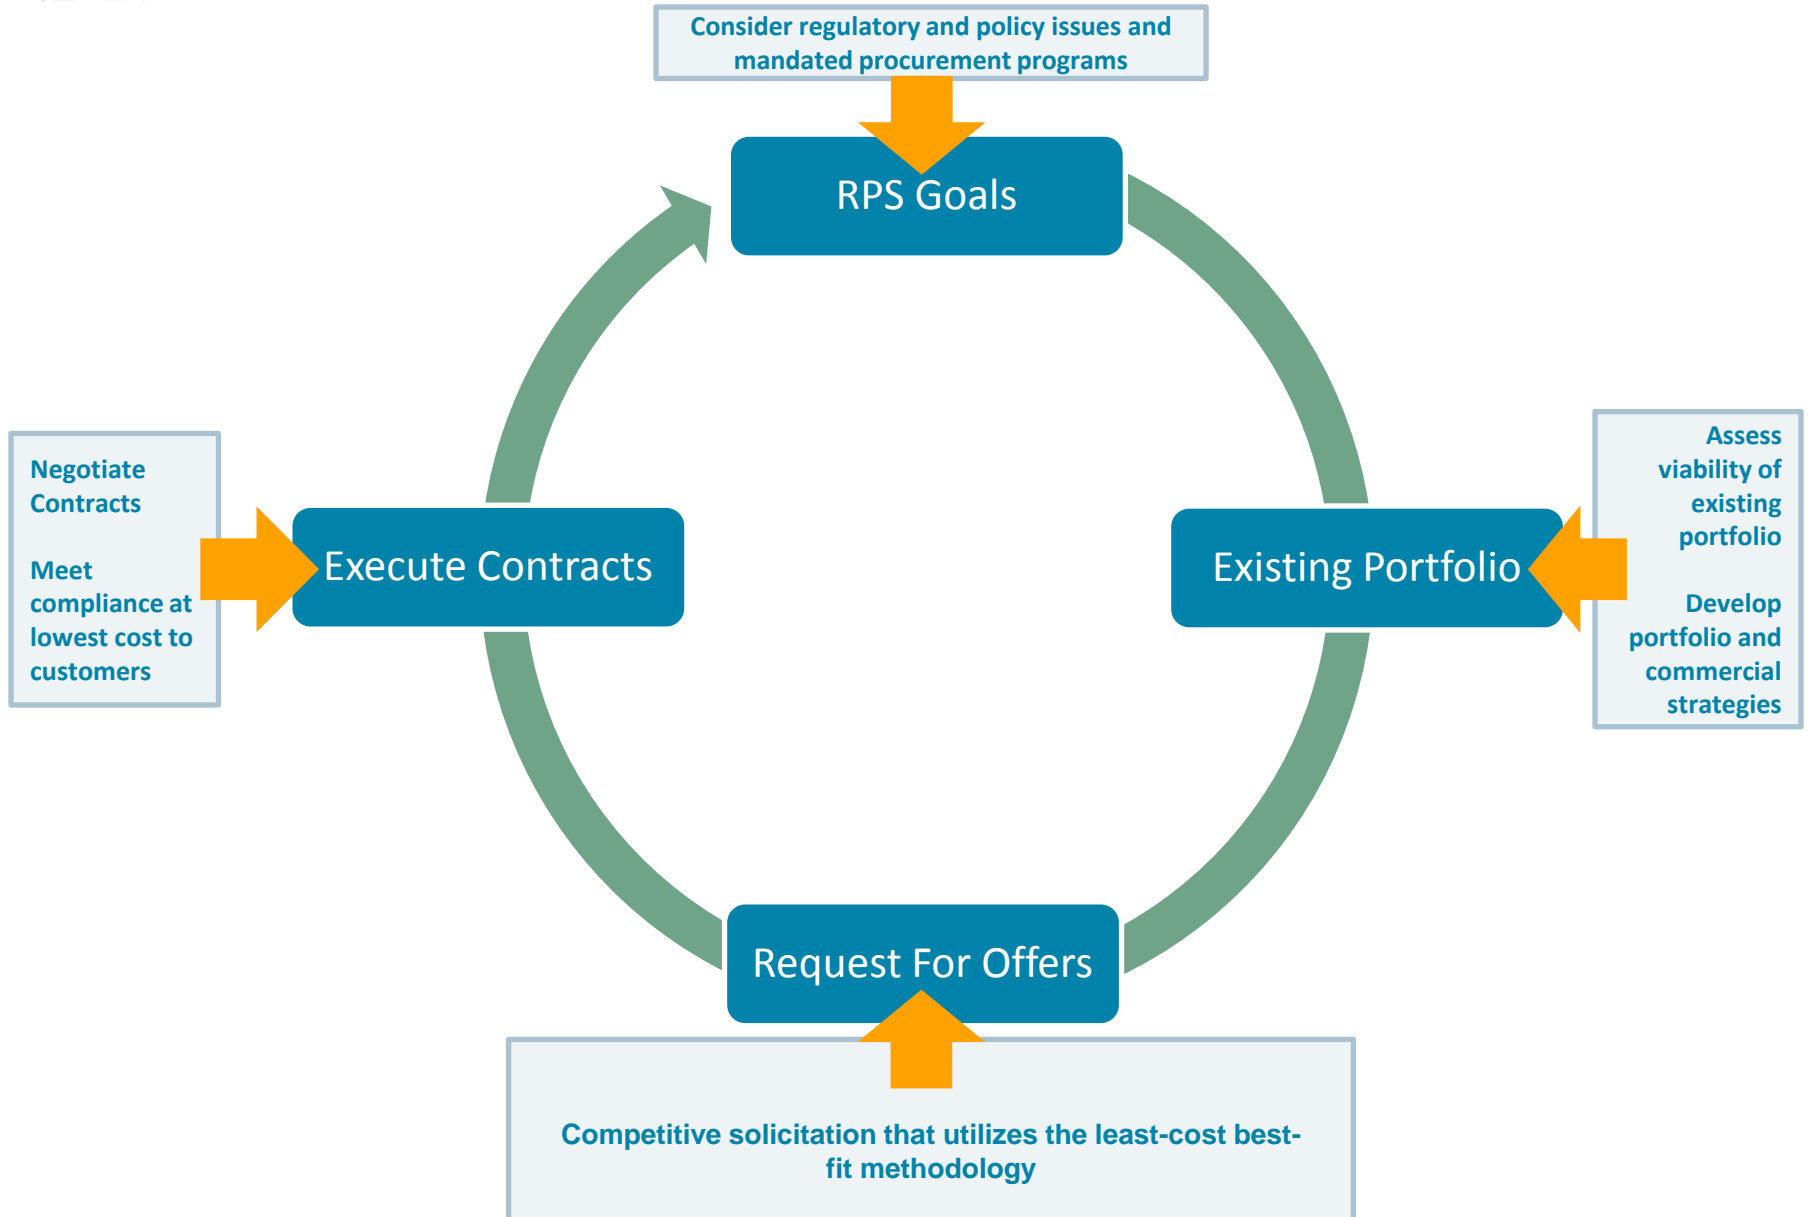 Consider regulatory and policy issues and
mandated procurement programs
RPS Goals
Negotiate
Contracts
Meet
compliance at
lowest cost to
customers
Execute Contracts
Existing Portfolio
Assess
viability of
existing
portfolio
Develop
portfolio and
commercial
strategies
Request For Offers
Competitive solicitation that utilizes the least-cost best-
fit methodology